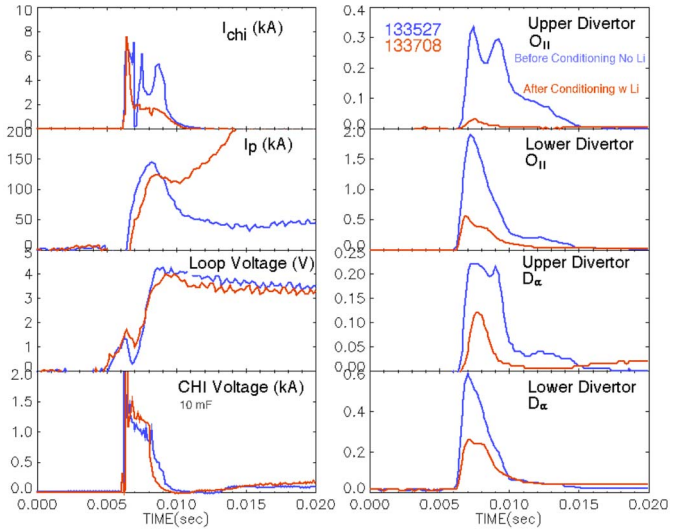 10
8
6
4
2
0
I_chi (kA)
200
150
100
50
0
I_p (kA)
5
4
3
2
1
0
Loop Voltage (V)
2.0
1.5
1.0
0.5
0.0
CHI Voltage (kA)
10 mF
0.000 0.005 0.010 0.015 0.020
TIME(sec)
0.4
0.3
0.2
0.1
0.0
133527
133708
Upper Divertor
O_II
Before Conditioning No Li
After Conditioning w Li
2.0
1.5
1.0
0.5
0.0
Lower Divertor
O_II
0.25
0.20
0.15
0.10
0.05
0.00
Upper Divertor
D_α
0.6
0.4
0.2
0.0
Lower Divertor
D_α
0.000 0.005 0.010 0.015 0.020
TIME(sec)